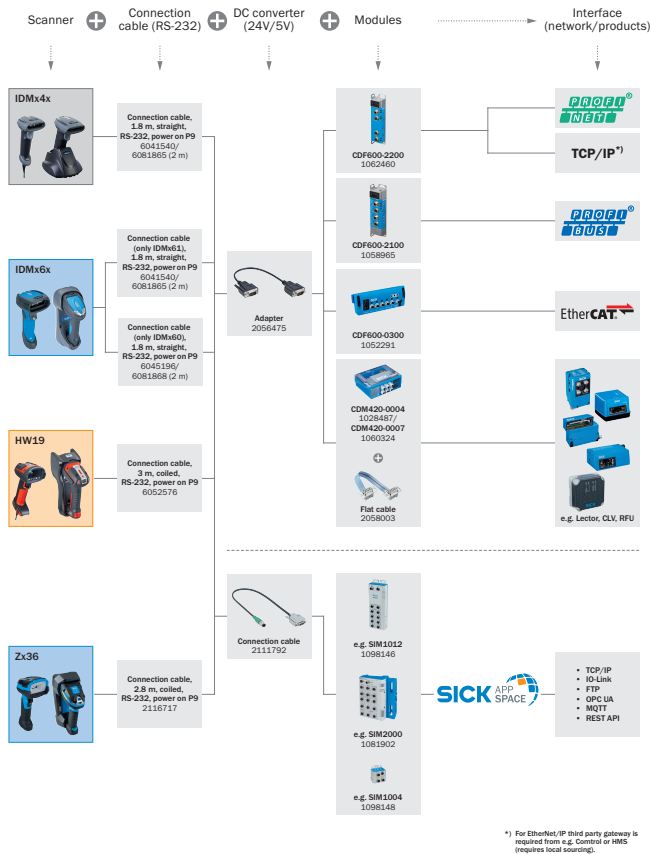 Scanner
Connection
cable (RS-232)
DC converter
(24V/5V)
Modules
Interface
(network/products)
IDMx4x
Connection cable,
1.8 m, straight,
RS-232, power on P9
6041540/
6081865 (2 m)
CDF600-2200
1062460
PROFI
NET®
TCP/IP*)
CDF600-2100
1058965
PROFI
BUS®
IDMx6x
Connection cable
(only IDMx61),
1.8 m, straight,
RS-232, power on P9
6041540/
6081865 (2 m)
Connection cable
(only IDMx60),
1.8 m, straight,
RS-232, power on P9
6045196/
6081868 (2 m)
Adapter
2056475
CDF600-0300
1052291
EtherCAT®
CDM420-0004
1028487/
CDM420-0007
1060324
Flat cable
2058003
e.g. Lector, CLV, RFU
HW19
Connection cable,
3 m, coiled,
RS-232, power on P9
6052576
Connection cable
2111792
e.g. SIM1012
1098146
Zx36
Connection cable,
2.8 m, coiled,
RS-232, power on P9
2116717
e.g. SIM2000
1081902
e.g. SIM1004
1098148
SICK APP
SPACE
• TCP/IP
• IO-Link
• FTP
• OPC UA
• MQTT
• REST API
*) For EtherNet/IP third party gateway is
required from e.g. Comtrol or HMS
(requires local sourcing).